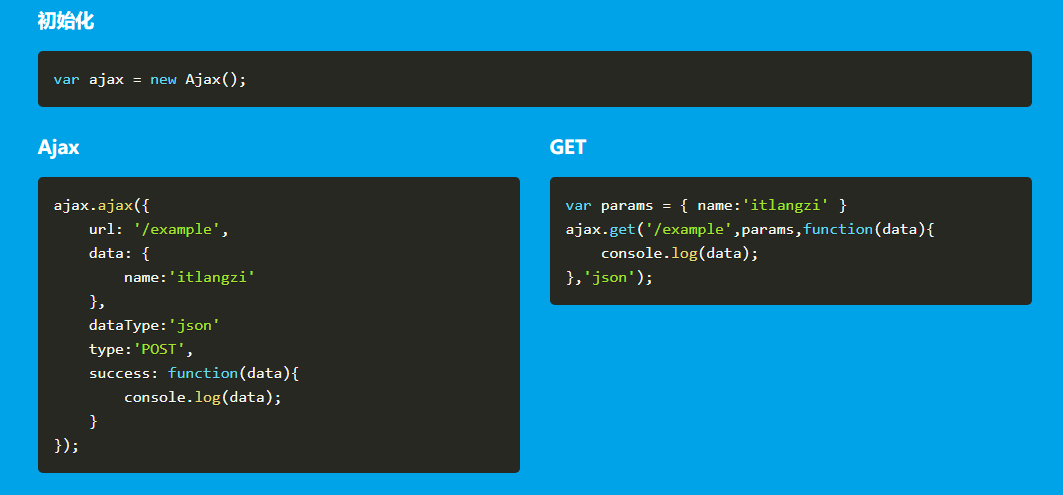 初始化
var ajax = new Ajax();
Ajax
ajax.ajax({
    url: '/example',
    data: {
        name:'itlangzi'
    },
    dataType:'json'
    type:'POST',
    success: function(data){
        console.log(data);
    }
});
GET
var params = { name:'itlangzi' }
ajax.get('/example',params,function(data){
    console.log(data);
},'json');